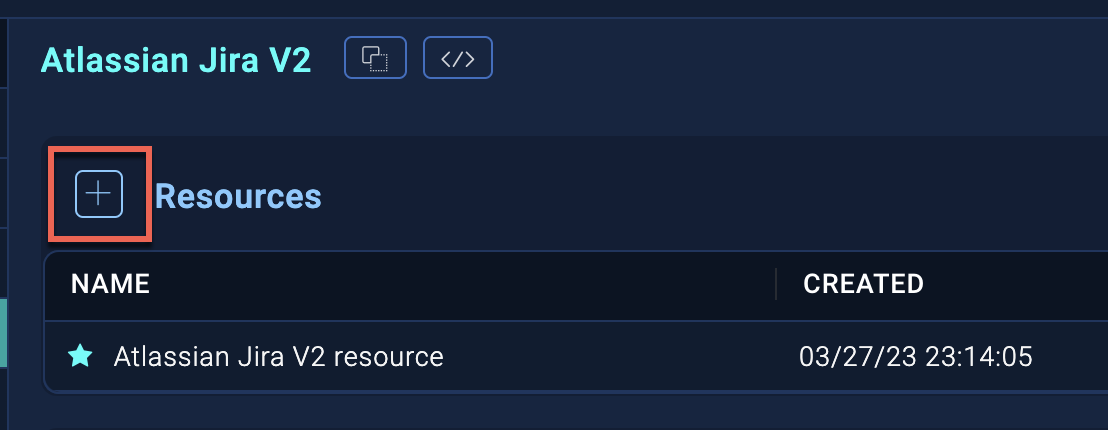 Atlassian Jira V2 </>
Resources
NAME CREATED
Atlassian Jira V2 resource 03/27/23 23:14:05